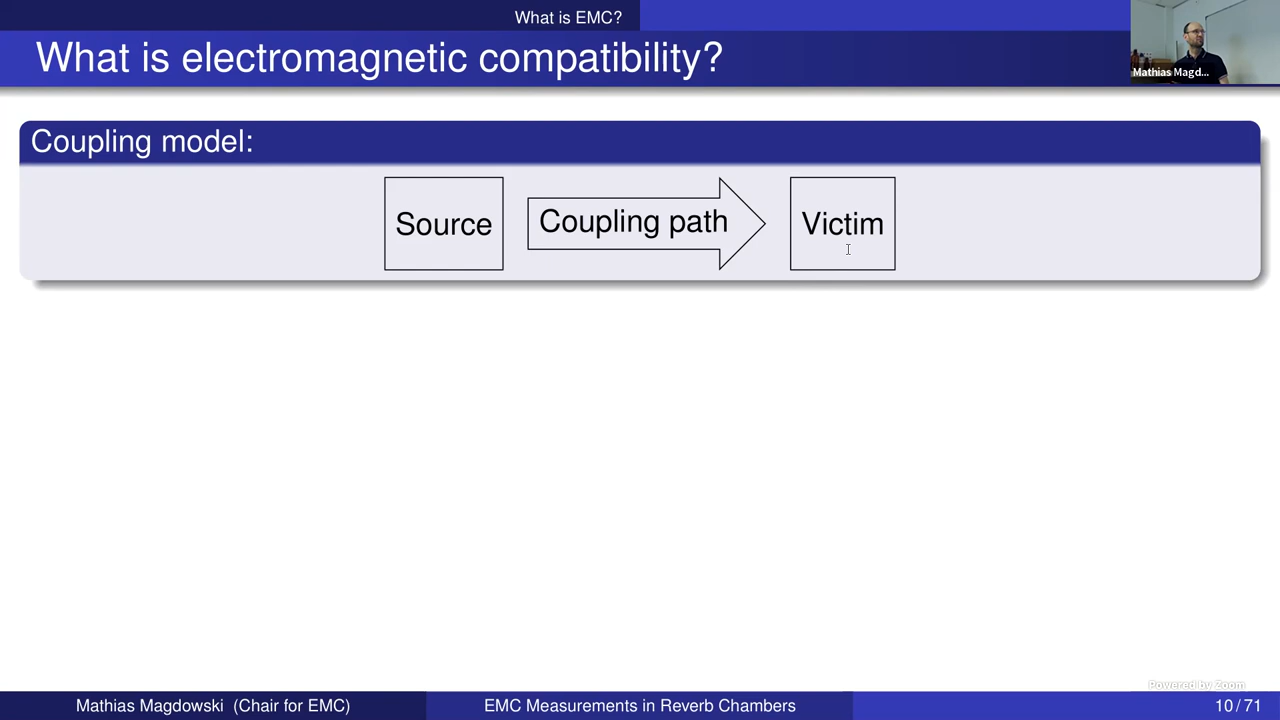 What is EMC?
What is electromagnetic compatibility?
Mathias Magd...
Coupling model:
Source Coupling path Victim
Powered by Zoom
Mathias Magdowski (Chair for EMC) EMC Measurements in Reverb Chambers 10/71